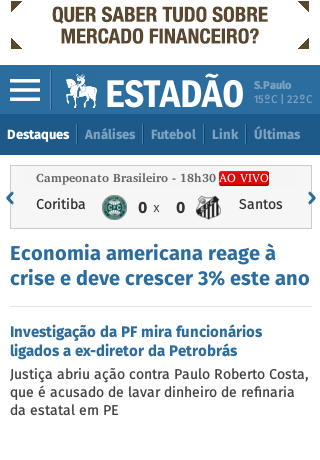 QUER SABER TUDO SOBRE
MERCADO FINANCEIRO?
ESTADÃO
S.Paulo
15ºC | 22ºC
Destaques | Análises | Futebol | Link | Últimas
Campeonato Brasileiro - 18h30 AO VIVO
Coritiba 0 x 0 Santos
Economia americana reage à
crise e deve crescer 3% este ano
Investigação da PF mira funcionários
ligados a ex-diretor da Petrobrás
Justiça abriu ação contra Paulo Roberto Costa,
que é acusado de lavar dinheiro de refinaria
da estatal em PE